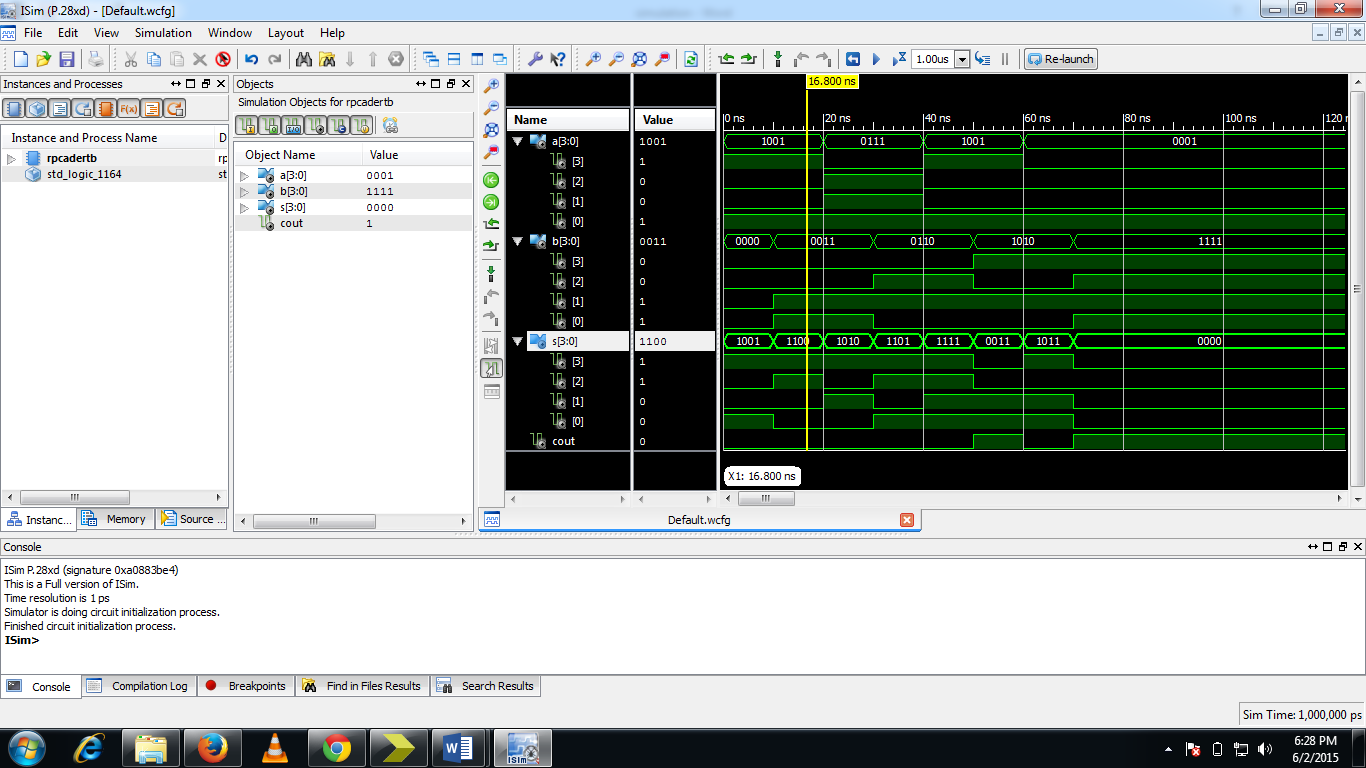 ISim (P.28xd) - [Default.wcfg]
File Edit View Simulation Window Layout Help
1.00us Re-launch
Instances and Processes
Instance and Process Name D
rpcadertb rp
std_logic_1164 st
Instanc... Memory Source ...
Objects
Simulation Objects for rpcadertb
Object Name Value
a[3:0] 0001
b[3:0] 1111
s[3:0] 0000
cout 1
16.800 ns
Name Value
0 ns 20 ns 40 ns 60 ns 80 ns 100 ns 120 n
a[3:0] 1001 1001 0111 1001 0001
[3] 1
[2] 0
[1] 0
[0] 1
b[3:0] 0011 0000 0011 0110 1010 1111
[3] 0
[2] 0
[1] 1
[0] 1
s[3:0] 1100 1001 1100 1010 1101 1111 0011 1011 0000
[3] 1
[2] 1
[1] 0
[0] 0
cout 0
X1: 16.800 ns
Default.wcfg
Console
ISim P.28xd (signature 0xa0883be4)
This is a Full version of ISim.
Time resolution is 1 ps
Simulator is doing circuit initialization process.
Finished circuit initialization process.
ISim>
Console Compilation Log Breakpoints Find in Files Results Search Results
Sim Time: 1,000,000 ps
6:28 PM
6/2/2015